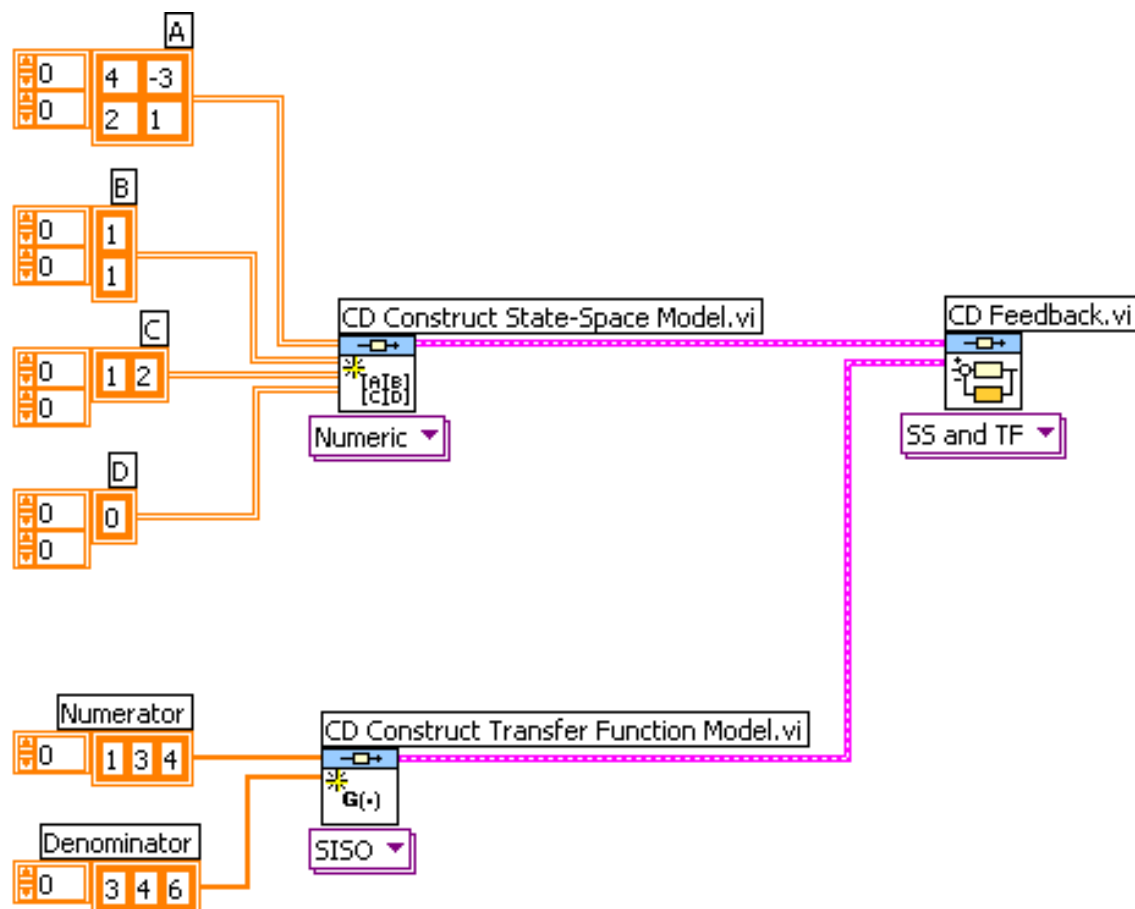 A
0 4 -3
0 2 1
B
0 1
0 1
C
0 1 2
0
D
0 0
0
CD Construct State-Space Model.vi
[A|B]
[C|D]
Numeric
CD Feedback.vi
+
-
SS and TF
Numerator
0 1 3 4
Denominator
0 3 4 6
CD Construct Transfer Function Model.vi
G(·)
SISO